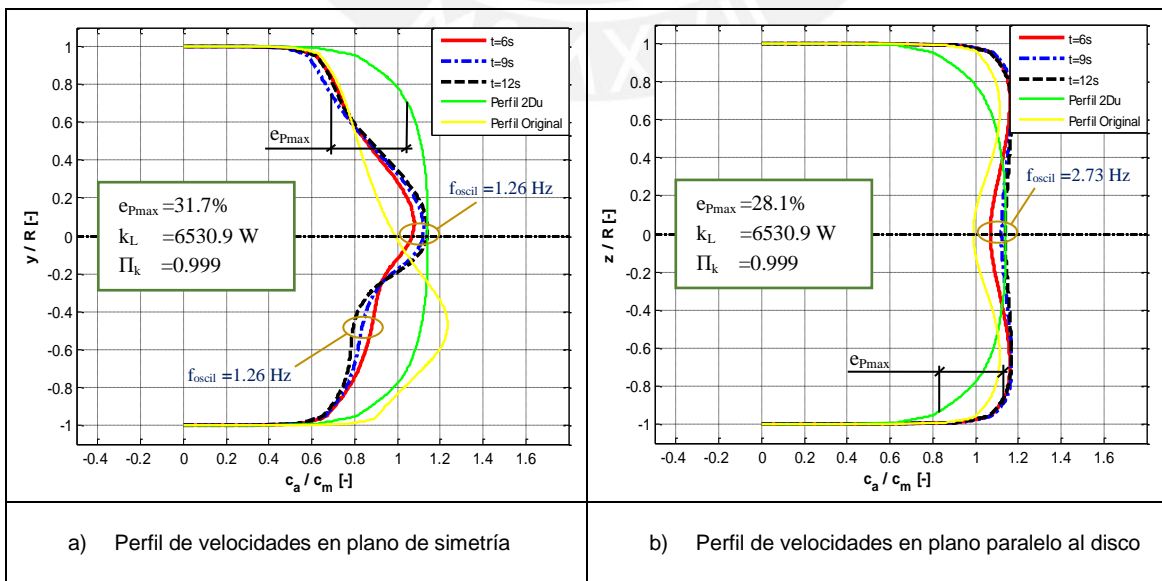 t=6s
t=9s
t=12s
Perfil 2Du
Perfil Original
e_Pmax
f_oscil =1.26 Hz
e_Pmax =31.7%
k_L =6530.9 W
Π_k =0.999
f_oscil =1.26 Hz
1
0.8
0.6
0.4
0.2
0
-0.2
-0.4
-0.6
-0.8
-1
y / R [-]
-0.4 -0.2 0 0.2 0.4 0.6 0.8 1 1.2 1.4 1.6
c_a / c_m [-]
t=6s
t=9s
t=12s
Perfil 2Du
Perfil Original
f_oscil =2.73 Hz
e_Pmax =28.1%
k_L =6530.9 W
Π_k =0.999
e_Pmax
1
0.8
0.6
0.4
0.2
0
-0.2
-0.4
-0.6
-0.8
-1
z / R [-]
-0.4 -0.2 0 0.2 0.4 0.6 0.8 1 1.2 1.4 1.6
c_a / c_m [-]
a) Perfil de velocidades en plano de simetría
b) Perfil de velocidades en plano paralelo al disco